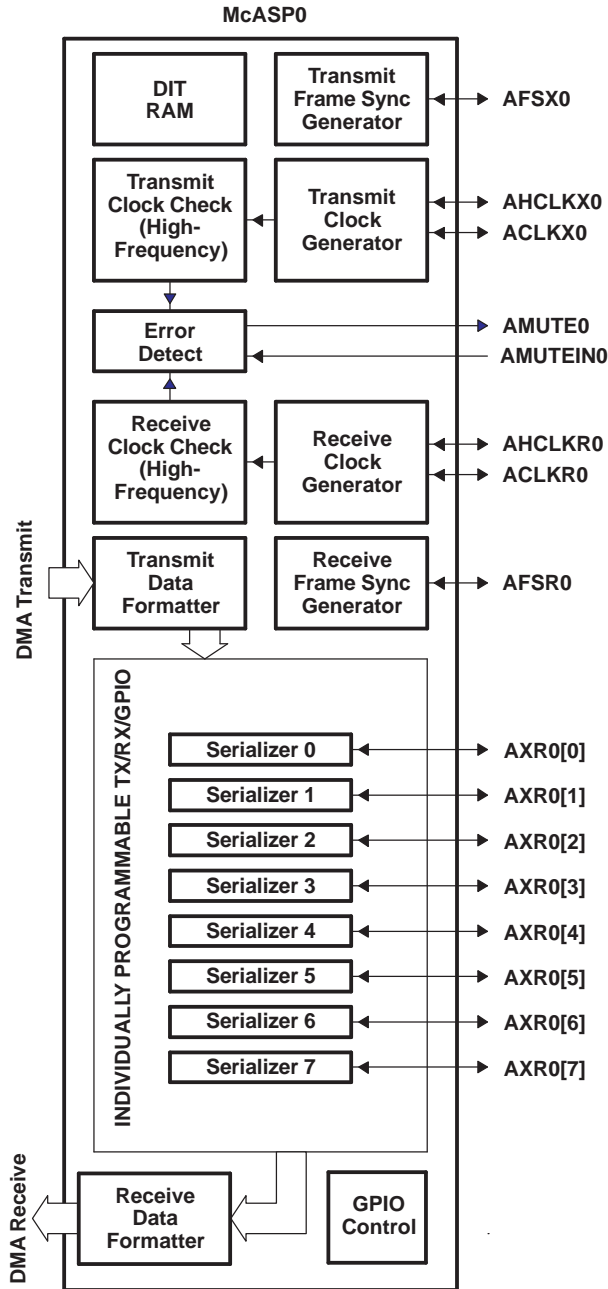 McASP0
DIT
RAM
Transmit
Frame Sync
Generator
AFSX0
Transmit
Clock Check
(High-
Frequency)
Transmit
Clock
Generator
AHCLKX0
ACLKX0
Error
Detect
AMUTE0
AMUTEIN0
Receive
Clock Check
(High-
Frequency)
Receive
Clock
Generator
AHCLKR0
ACLKR0
DMA Transmit
Transmit
Data
Formatter
Receive
Frame Sync
Generator
AFSR0
INDIVIDUALLY PROGRAMMABLE TX/RX/GPIO
Serializer 0
AXR0[0]
Serializer 1
AXR0[1]
Serializer 2
AXR0[2]
Serializer 3
AXR0[3]
Serializer 4
AXR0[4]
Serializer 5
AXR0[5]
Serializer 6
AXR0[6]
Serializer 7
AXR0[7]
DMA Receive
Receive
Data
Formatter
GPIO
Control